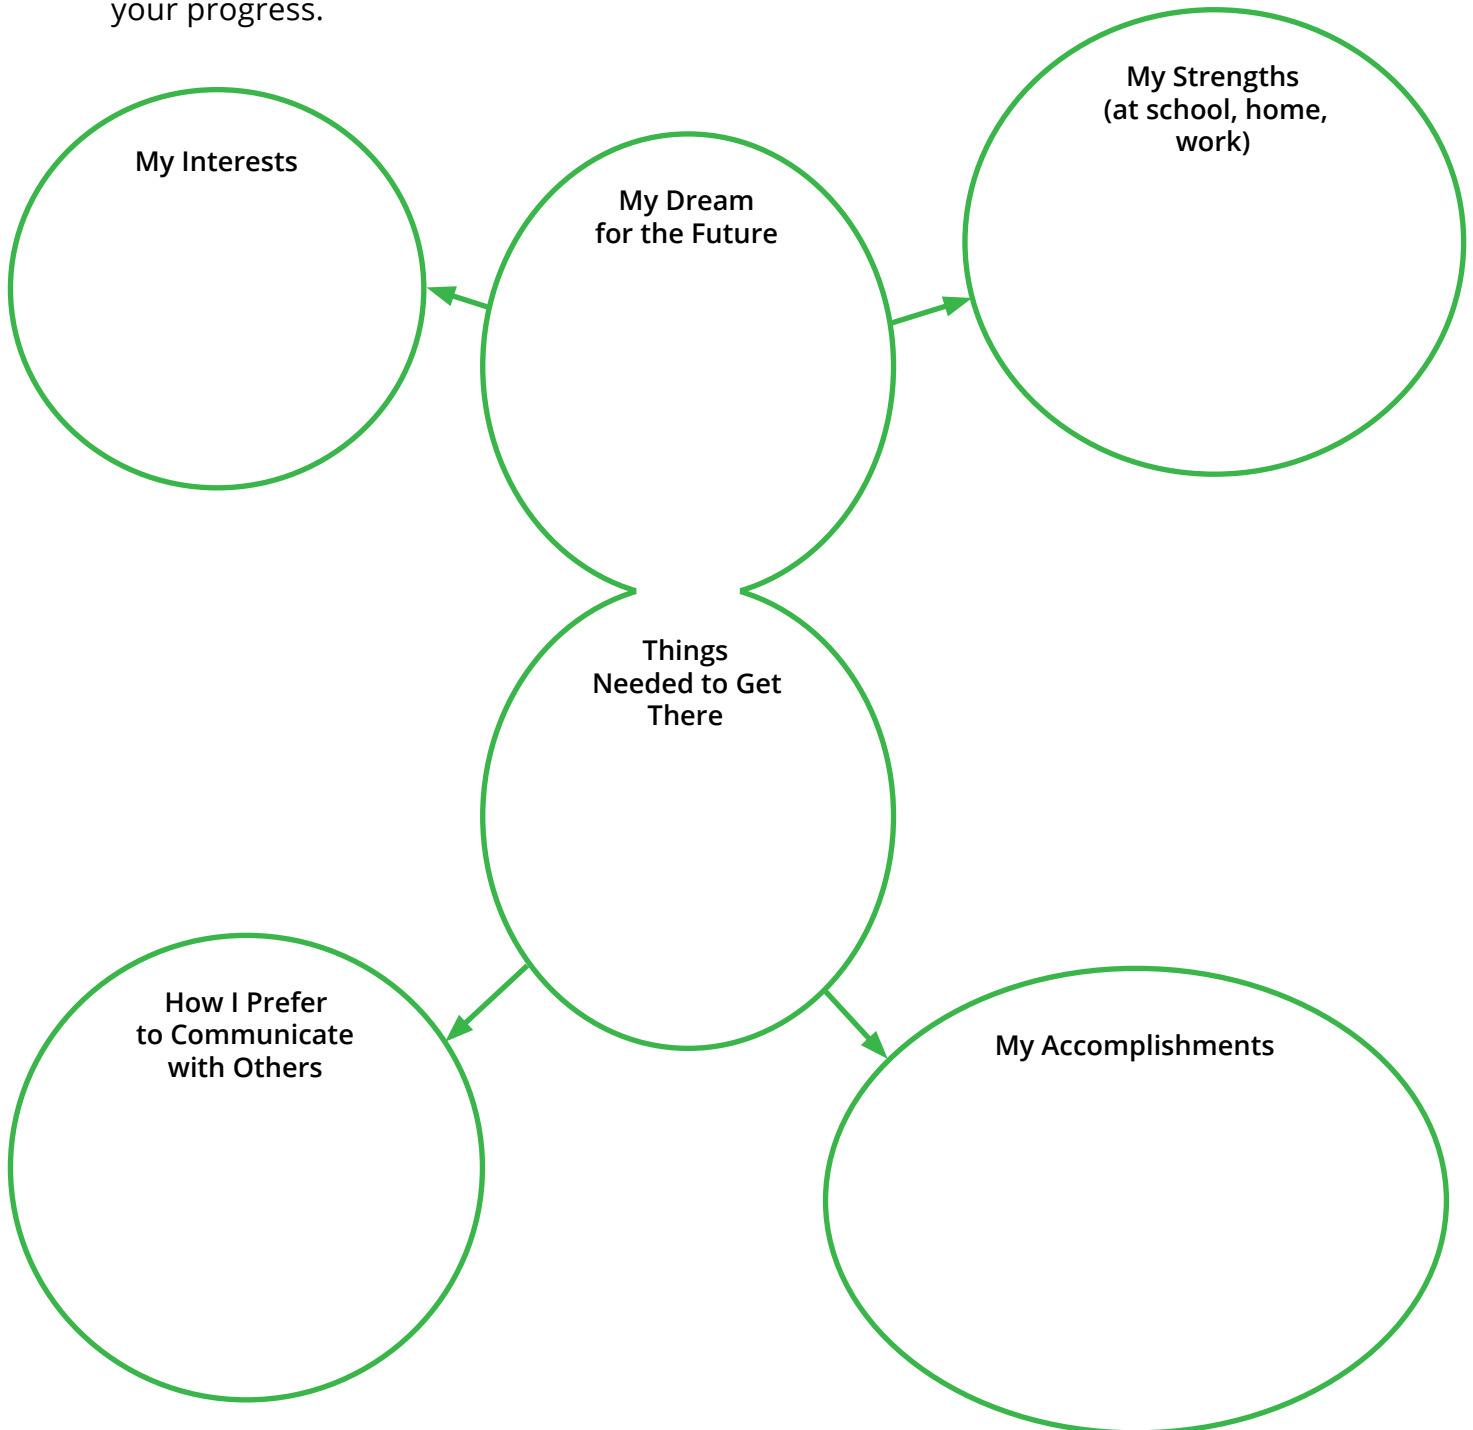 your progress.
My Strengths
(at school, home,
work)
My Interests
My Dream
for the Future
Things
Needed to Get
There
How I Prefer
to Communicate
with Others
My Accomplishments